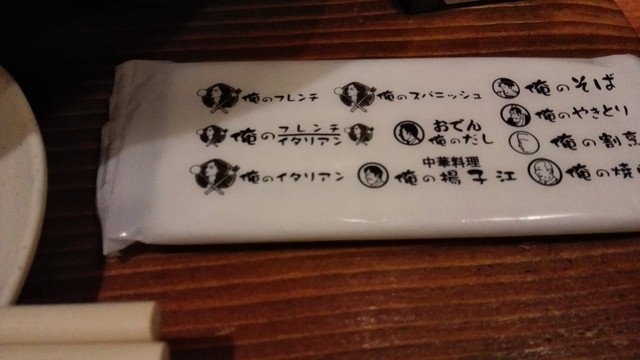 俺のフレンチ
俺のスパニッシュ
俺のそば
俺のやきとり
俺のフレンチ
イタリアン
おでん
俺のだし
俺の割烹
俺のイタリアン
中華料理
俺の揚子江
俺の焼